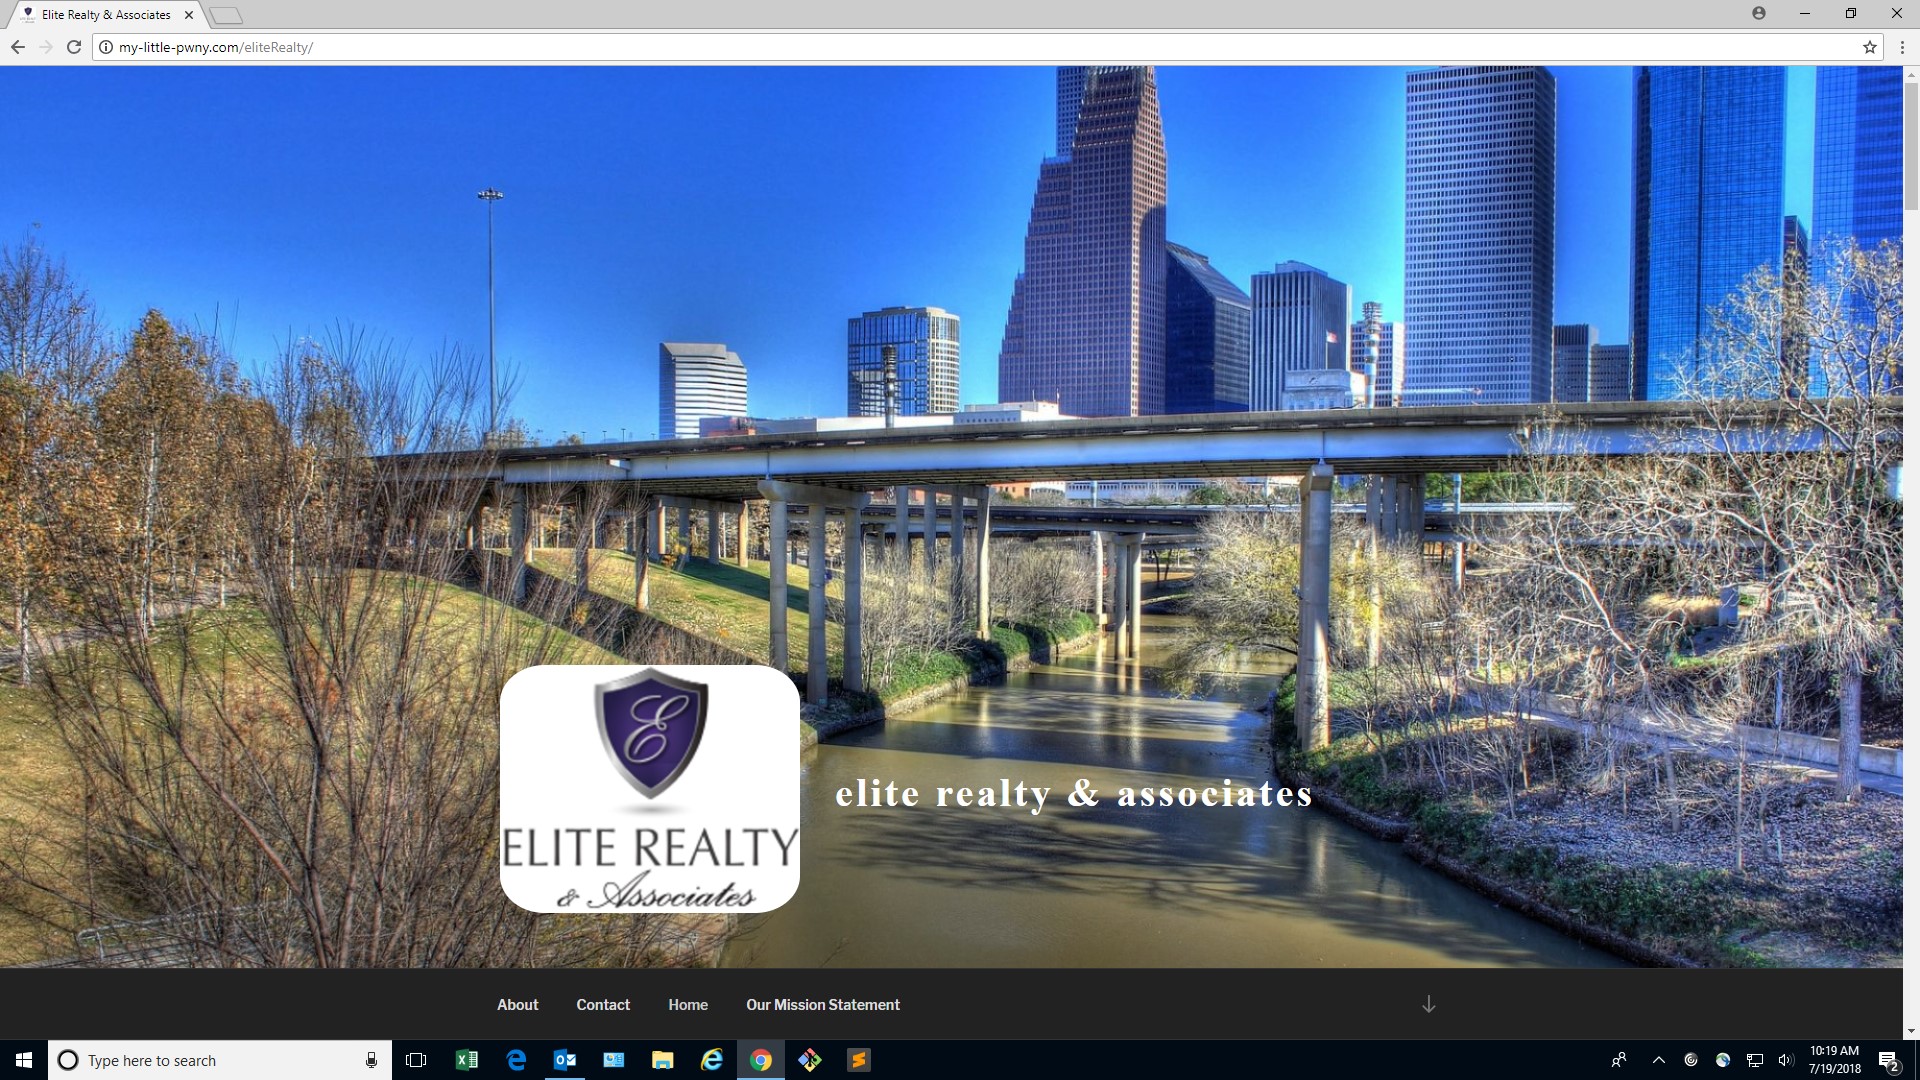 Elite Realty & Associates
my-little-pwny.com/eliteRealty/
E
ELITE REALTY
& Associates
elite realty & associates
About Contact Home Our Mission Statement
Type here to search
10:19 AM
7/19/2018
2